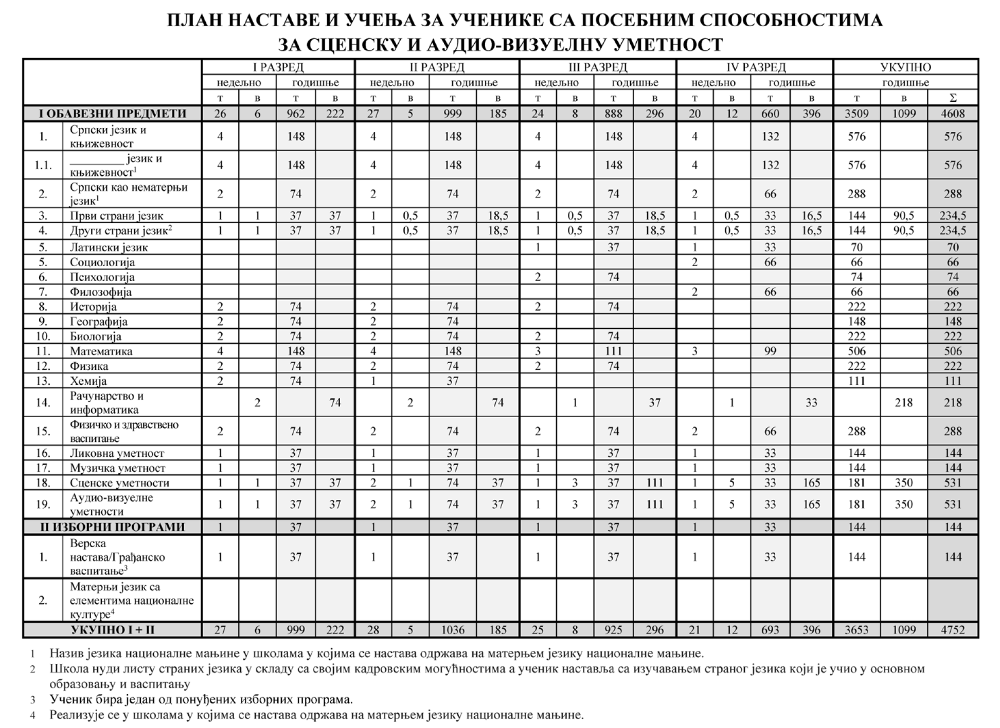 ПЛАН НАСТАВЕ И УЧЕЊА ЗА УЧЕНИКЕ СА ПОСЕБНИМ СПОСОБНОСТИМА
ЗА СЦЕНСКУ И АУДИО-ВИЗУЕЛНУ УМЕТНОСТ
I РАЗРЕД II РАЗРЕД III РАЗРЕД IV РАЗРЕД УКУПНО
недељно годишње недељно годишње недељно годишње недељно годишње годишње
т в т в т в т в т в т в т в т в т в Σ
I ОБАВЕЗНИ ПРЕДМЕТИ 26 6 962 222 27 5 999 185 24 8 888 296 20 12 660 396 3509 1099 4608
1. Српски језик и књижевност 4 148 4 148 4 148 4 132 576 576
1.1. __________ језик и књижевност1 4 148 4 148 4 148 4 132 576 576
2. Српски као нематерњи језик1 2 74 2 74 2 74 2 66 288 288
3. Први страни језик 1 1 37 37 1 0,5 37 18,5 1 0,5 37 18,5 1 0,5 33 16,5 144 90,5 234,5
4. Други страни језик2 1 1 37 37 1 0,5 37 18,5 1 0,5 37 18,5 1 0,5 33 16,5 144 90,5 234,5
5. Латински језик 1 37 1 33 70 70
5. Социологија 2 66 66 66
6. Психологија 2 74 74 74
7. Филозофија 2 66 66 66
8. Историја 2 74 2 74 2 74 222 222
9. Географија 2 74 2 74 148 148
10. Биологија 2 74 2 74 2 74 222 222
11. Математика 4 148 4 148 3 111 3 99 506 506
12. Физика 2 74 2 74 2 74 222 222
13. Хемија 2 74 1 37 111 111
14. Рачунарство и информатика 2 74 2 74 1 37 1 33 218 218
15. Физичко и здравствено васпитање 2 74 2 74 2 74 2 66 288 288
16. Ликовна уметност 1 37 1 37 1 37 1 33 144 144
17. Музичка уметност 1 37 1 37 1 37 1 33 144 144
18. Сценске уметности 1 1 37 37 2 1 74 37 1 3 37 111 1 5 33 165 181 350 531
19. Аудио-визуелне уметности 1 1 37 37 2 1 74 37 1 3 37 111 1 5 33 165 181 350 531
II ИЗБОРНИ ПРОГРАМИ 1 37 1 37 1 37 1 33 144 144
1. Верска настава/Грађанско васпитање3 1 37 1 37 1 37 1 33 144 144
2. Матерњи језик са елементима националне културе4
УКУПНО I + II 27 6 999 222 28 5 1036 185 25 8 925 296 21 12 693 396 3653 1099 4752
1 Назив језика националне мањине у школама у којима се настава одржава на матерњем језику националне мањине.
2 Школа нуди листу страних језика у складу са својим кадровским могућностима а ученик наставља са изучавањем страног језика који је учио у основном
образовању и васпитању
3 Ученик бира један од понуђених изборних програма.
4 Реализује се у школама у којима се настава одржава на матерњем језику националне мањине.